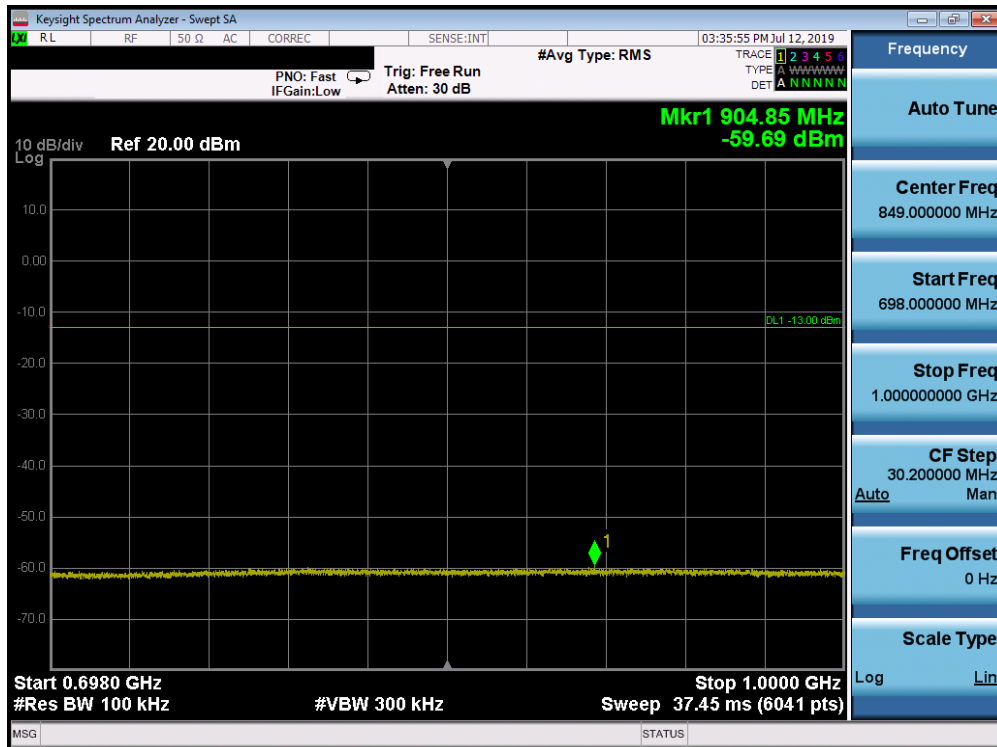 Keysight Spectrum Analyzer - Swept SA
LXI RL RF 50 Ω AC CORREC SENSE:INT 03:35:55 PM Jul 12, 2019
#Avg Type: RMS TRACE 1 2 3 4 5 6
PNO: Fast Trig: Free Run TYPE A WWWWW
IFGain:Low Atten: 30 dB DET A N N N N N
Mkr1 904.85 MHz
-59.69 dBm
10 dB/div Ref 20.00 dBm
Log
10.0
0.00
-10.0
DL1 -13.00 dBm
-20.0
-30.0
-40.0
-50.0
1
-60.0
-70.0
Start 0.6980 GHz Stop 1.0000 GHz
#Res BW 100 kHz #VBW 300 kHz Sweep 37.45 ms (6041 pts)
MSG STATUS
Frequency
Auto Tune
Center Freq
849.000000 MHz
Start Freq
698.000000 MHz
Stop Freq
1.000000000 GHz
CF Step
30.200000 MHz
Auto Man
Freq Offset
0 Hz
Scale Type
Log Lin